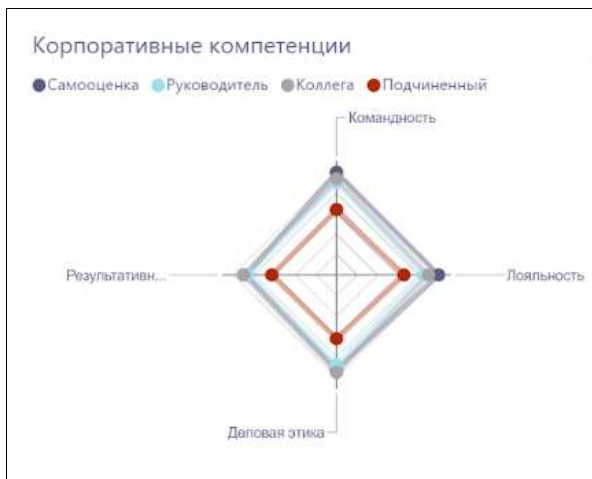 Корпоративные компетенции
Самооценка Руководитель Коллега Подчиненный
Командность
Результативн...
Лояльность
Деловая этика